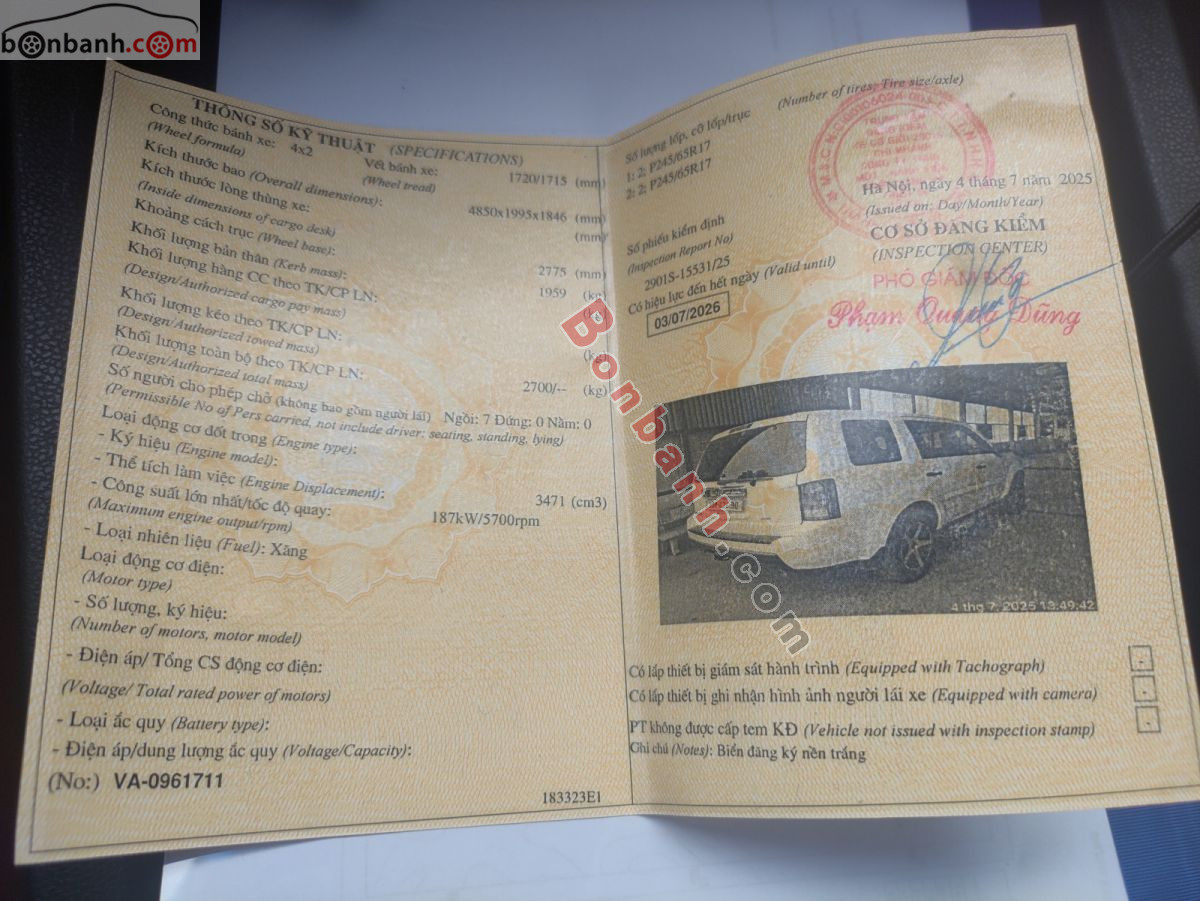 bonbanh.com
THÔNG SỐ KỸ THUẬT (SPECIFICATIONS)
Công thức bánh xe: 4x2 Vết bánh xe: 1720/1715 (mm)
(Wheel formula) (Wheel tread)
Kích thước bao (Overall dimensions): 4850x1995x1846 (mm)
Kích thước lòng thùng xe: (mm)
(Inside dimensions of cargo desk)
Khoảng cách trục (Wheel base): 2775 (mm)
Khối lượng bản thân (Kerb mass): 1959 (kg)
Khối lượng hàng CC theo TK/CP LN: (kg)
(Design/Authorized cargo pay mass)
Khối lượng kéo theo TK/CP LN: (kg)
(Design/Authorized towed mass)
Khối lượng toàn bộ theo TK/CP LN: 2700/-- (kg)
(Design/Authorized total mass)
Số người cho phép chở (không bao gồm người lái) Ngồi: 7 Đứng: 0 Nằm: 0
(Permissible No of Pers carried, not include driver: seating, standing, lying)
Loại động cơ đốt trong (Engine type):
- Ký hiệu (Engine model):
- Thể tích làm việc (Engine Displacement): 3471 (cm3)
- Công suất lớn nhất/tốc độ quay: 187kW/5700rpm
(Maximum engine output/rpm)
- Loại nhiên liệu (Fuel): Xăng
Loại động cơ điện:
(Motor type)
- Số lượng, ký hiệu:
(Number of motors, motor model)
- Điện áp/ Tổng CS động cơ điện:
(Voltage/ Total rated power of motors)
- Loại ắc quy (Battery type):
- Điện áp/dung lượng ắc quy (Voltage/Capacity):
(No:) VA-0961711
183323E1
Số lượng lốp, cỡ lốp/trục (Number of tires; Tire size/axle)
1: 2; P245/65R17
2: 2; P245/65R17
Số phiếu kiểm định
(Inspection Report No)
2901S-15531/25
Có hiệu lực đến hết ngày (Valid until)
03/07/2026
Hà Nội, ngày 4 tháng 7 năm 2025
(Issued on: Day/Month/Year)
CƠ SỞ ĐĂNG KIỂM
(INSPECTION CENTER)
PHÓ GIÁM ĐỐC
Phạm Quang Dũng
4 thg 7, 2025 13:49:42
Bonbanh.com
Có lắp thiết bị giám sát hành trình (Equipped with Tachograph)
Có lắp thiết bị ghi nhận hình ảnh người lái xe (Equipped with camera)
PT không được cấp tem KĐ (Vehicle not issued with inspection stamp)
Ghi chú (Notes): Biển đăng ký nền trắng